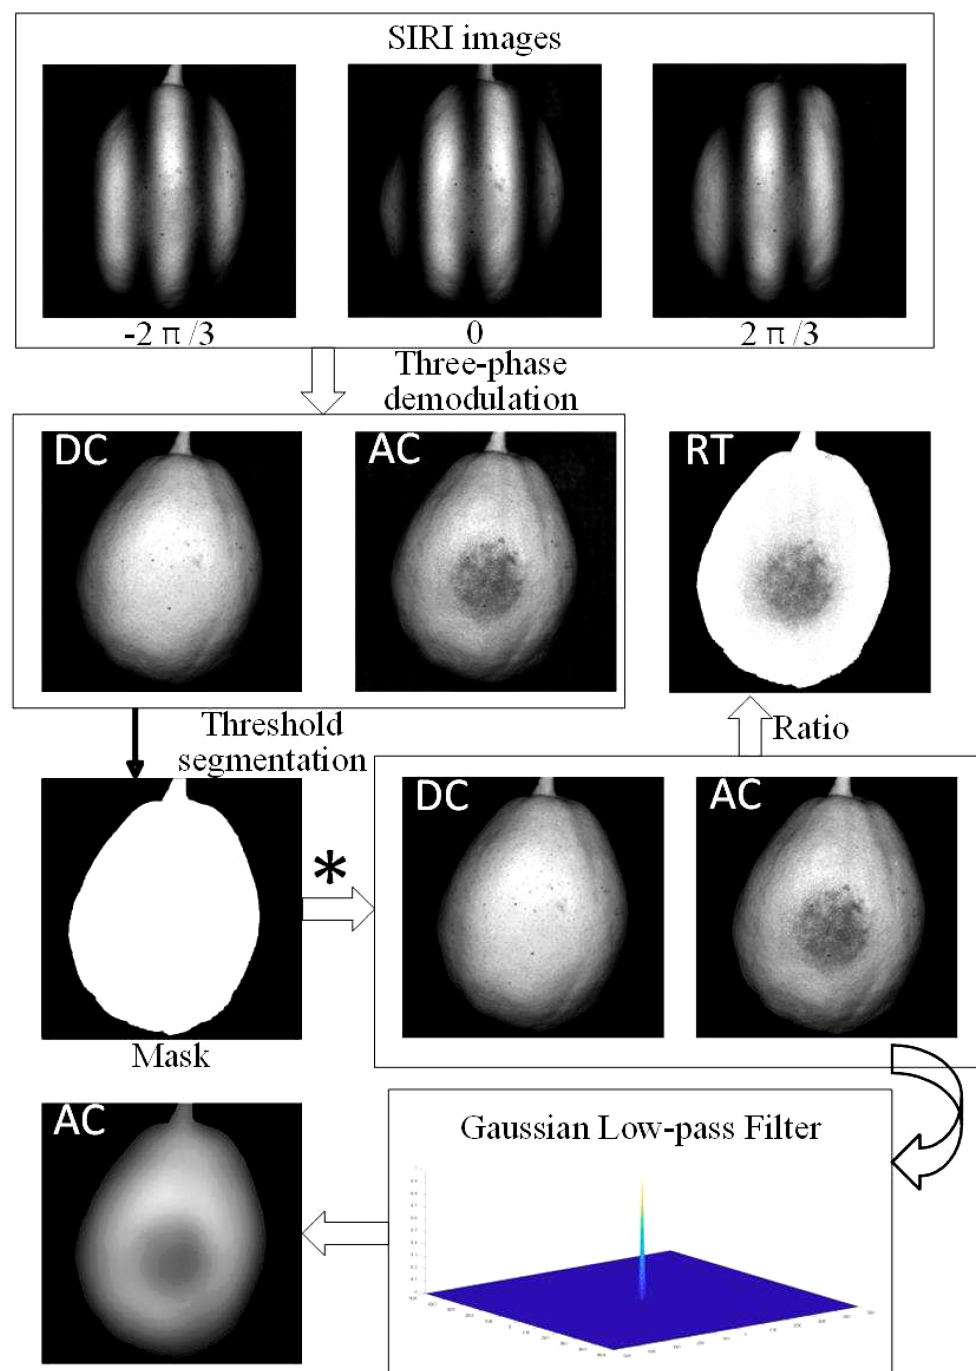 SIRI images
-2 π/3
0
2 π/3
Three-phase
demodulation
DC
AC
RT
Threshold
segmentation
Ratio
*
DC
AC
Mask
AC
Gaussian Low-pass Filter